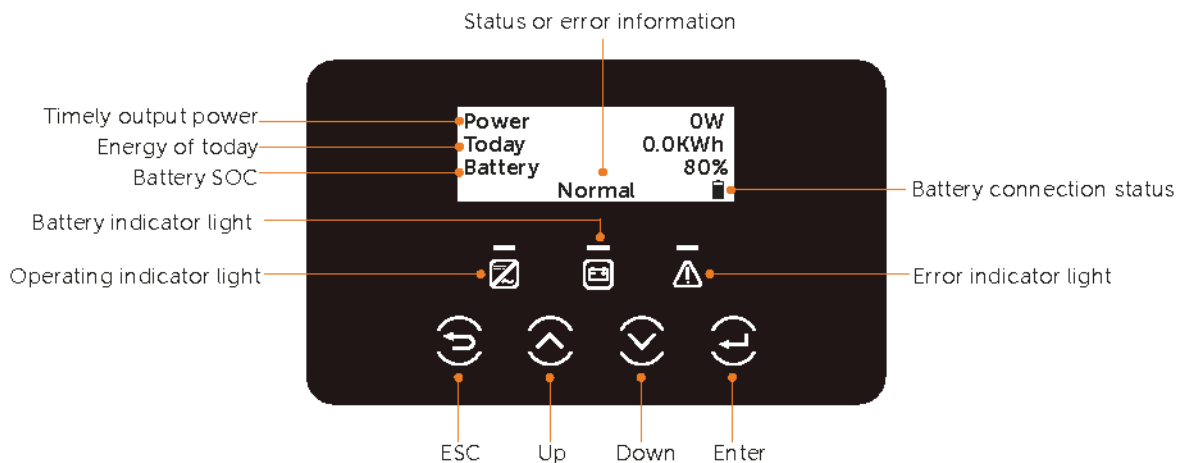 Status or error information
Timely output power
Energy of today
Battery SOC
Battery indicator light
Operating indicator light
Power 0W
Today 0.0KWh
Battery 80%
Normal
Battery connection status
Error indicator light
ESC Up Down Enter